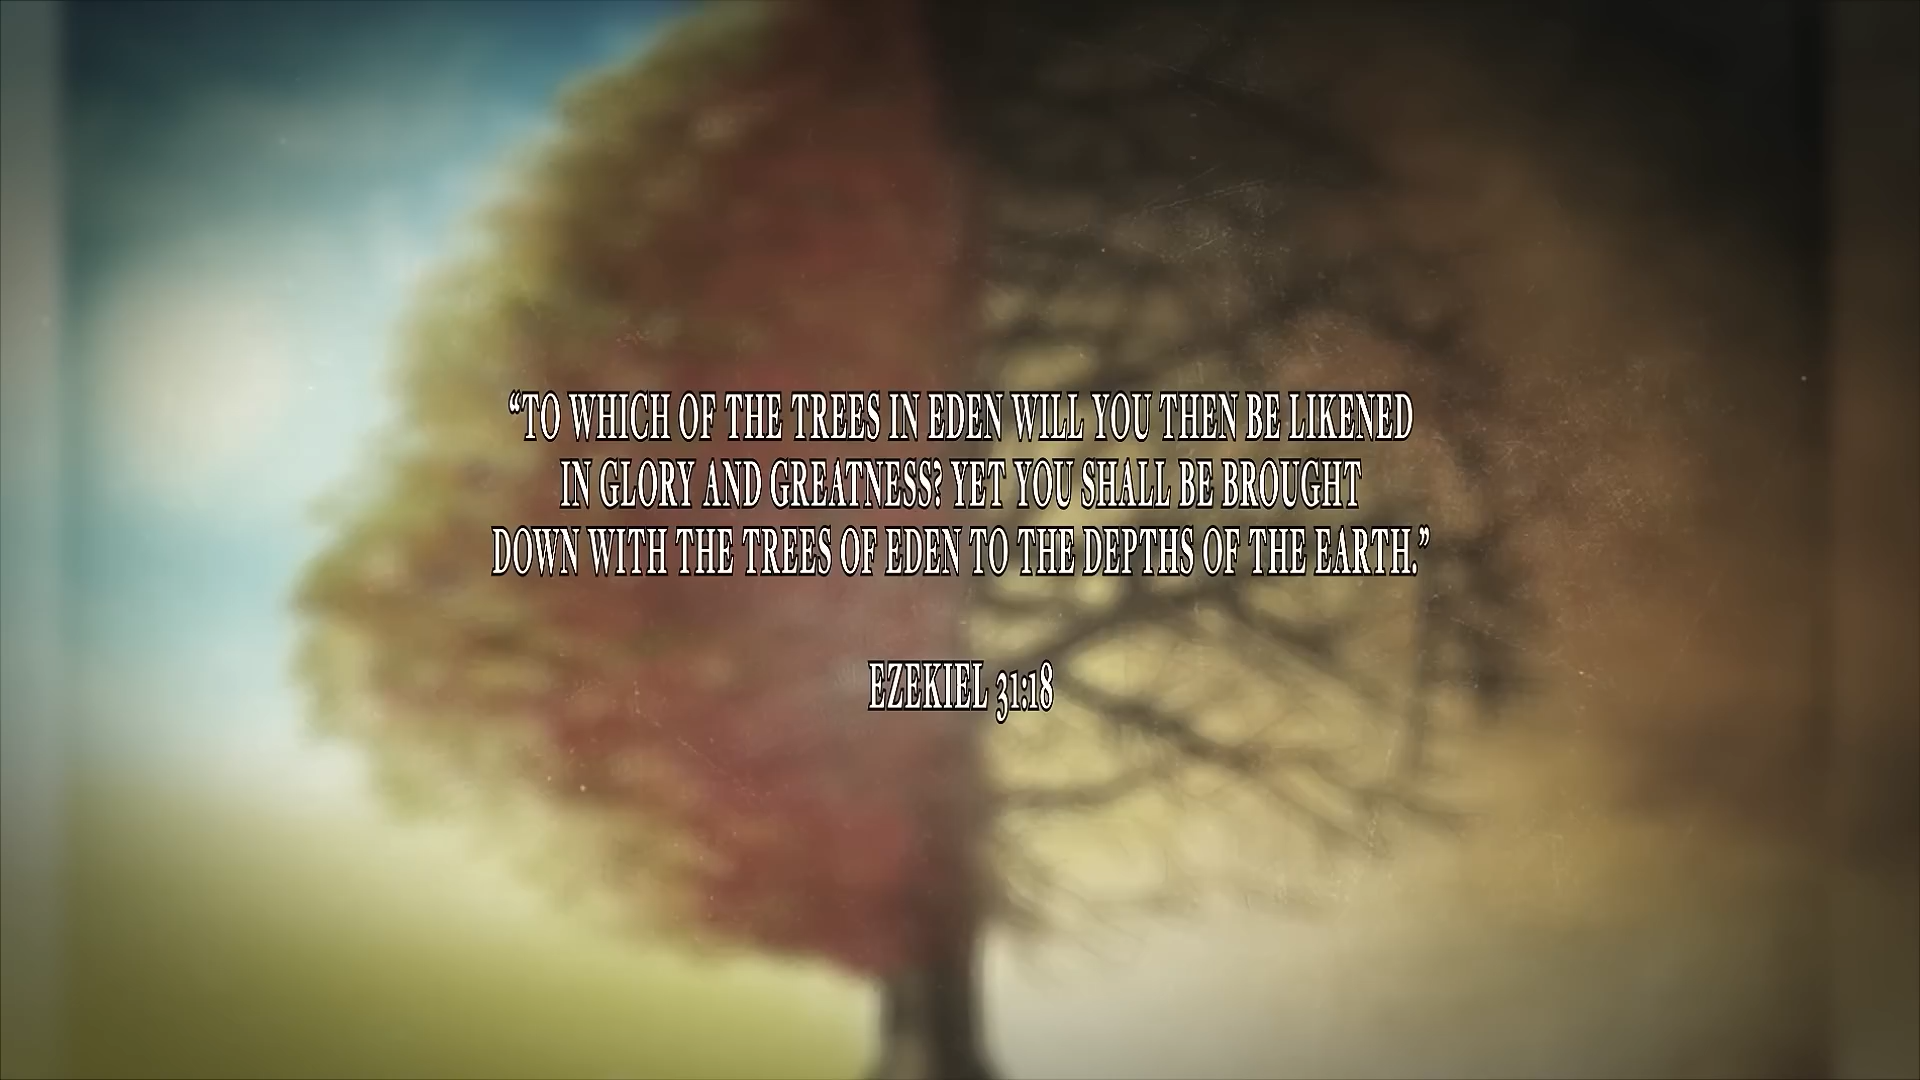 “TO WHICH OF THE TREES IN EDEN WILL YOU THEN BE LIKENED
IN GLORY AND GREATNESS? YET YOU SHALL BE BROUGHT
DOWN WITH THE TREES OF EDEN TO THE DEPTHS OF THE EARTH.”
EZEKIEL 31:18